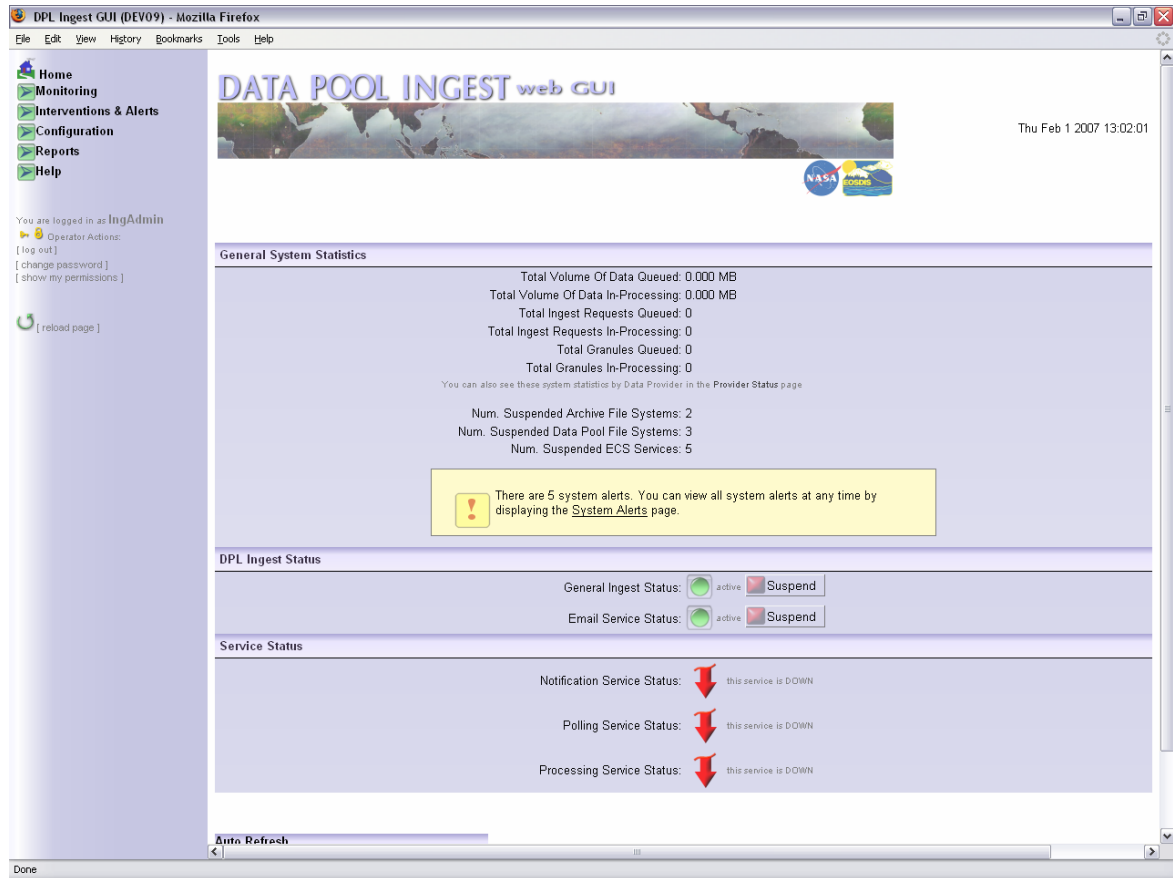 DPL Ingest GUI (DEV09) - Mozilla Firefox
File Edit View History Bookmarks Tools Help
Home
Monitoring
Interventions & Alerts
Configuration
Reports
Help
You are logged in as IngAdmin
Operator Actions:
[ log out ]
[ change password ]
[ show my permissions ]
[ reload page ]
DATA POOL INGEST web GUI
Thu Feb 1 2007 13:02:01
NASA EOSDIS
General System Statistics
Total Volume Of Data Queued: 0.000 MB
Total Volume Of Data In-Processing: 0.000 MB
Total Ingest Requests Queued: 0
Total Ingest Requests In-Processing: 0
Total Granules Queued: 0
Total Granules In-Processing: 0
You can also see these system statistics by Data Provider in the Provider Status page
Num. Suspended Archive File Systems: 2
Num. Suspended Data Pool File Systems: 3
Num. Suspended ECS Services: 5
There are 5 system alerts. You can view all system alerts at any time by
displaying the System Alerts page.
DPL Ingest Status
General Ingest Status: active Suspend
Email Service Status: active Suspend
Service Status
Notification Service Status: this service is DOWN
Polling Service Status: this service is DOWN
Processing Service Status: this service is DOWN
Auto Refresh
Done